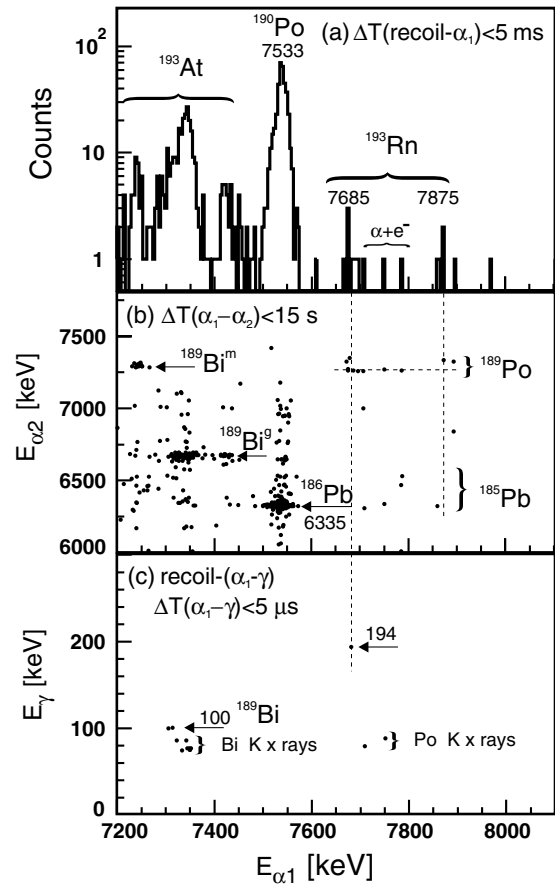 (a) ΔT(recoil-α₁)<5 ms
¹⁹⁰Po
7533
¹⁹³At
¹⁹³Rn
7685
7875
α+e⁻
10²
10
1
Counts
(b) ΔT(α₁-α₂)<15 s
¹⁸⁹Biᵐ
¹⁸⁹Po
¹⁸⁹Biᵍ
¹⁸⁶Pb
6335
¹⁸⁵Pb
7500
7000
6500
6000
E_α2 [keV]
(c) recoil-(α₁-γ)
ΔT(α₁-γ)<5 μs
194
100
¹⁸⁹Bi
Bi K x rays
Po K x rays
200
100
0
E_γ [keV]
7200 7400 7600 7800 8000
E_α1 [keV]